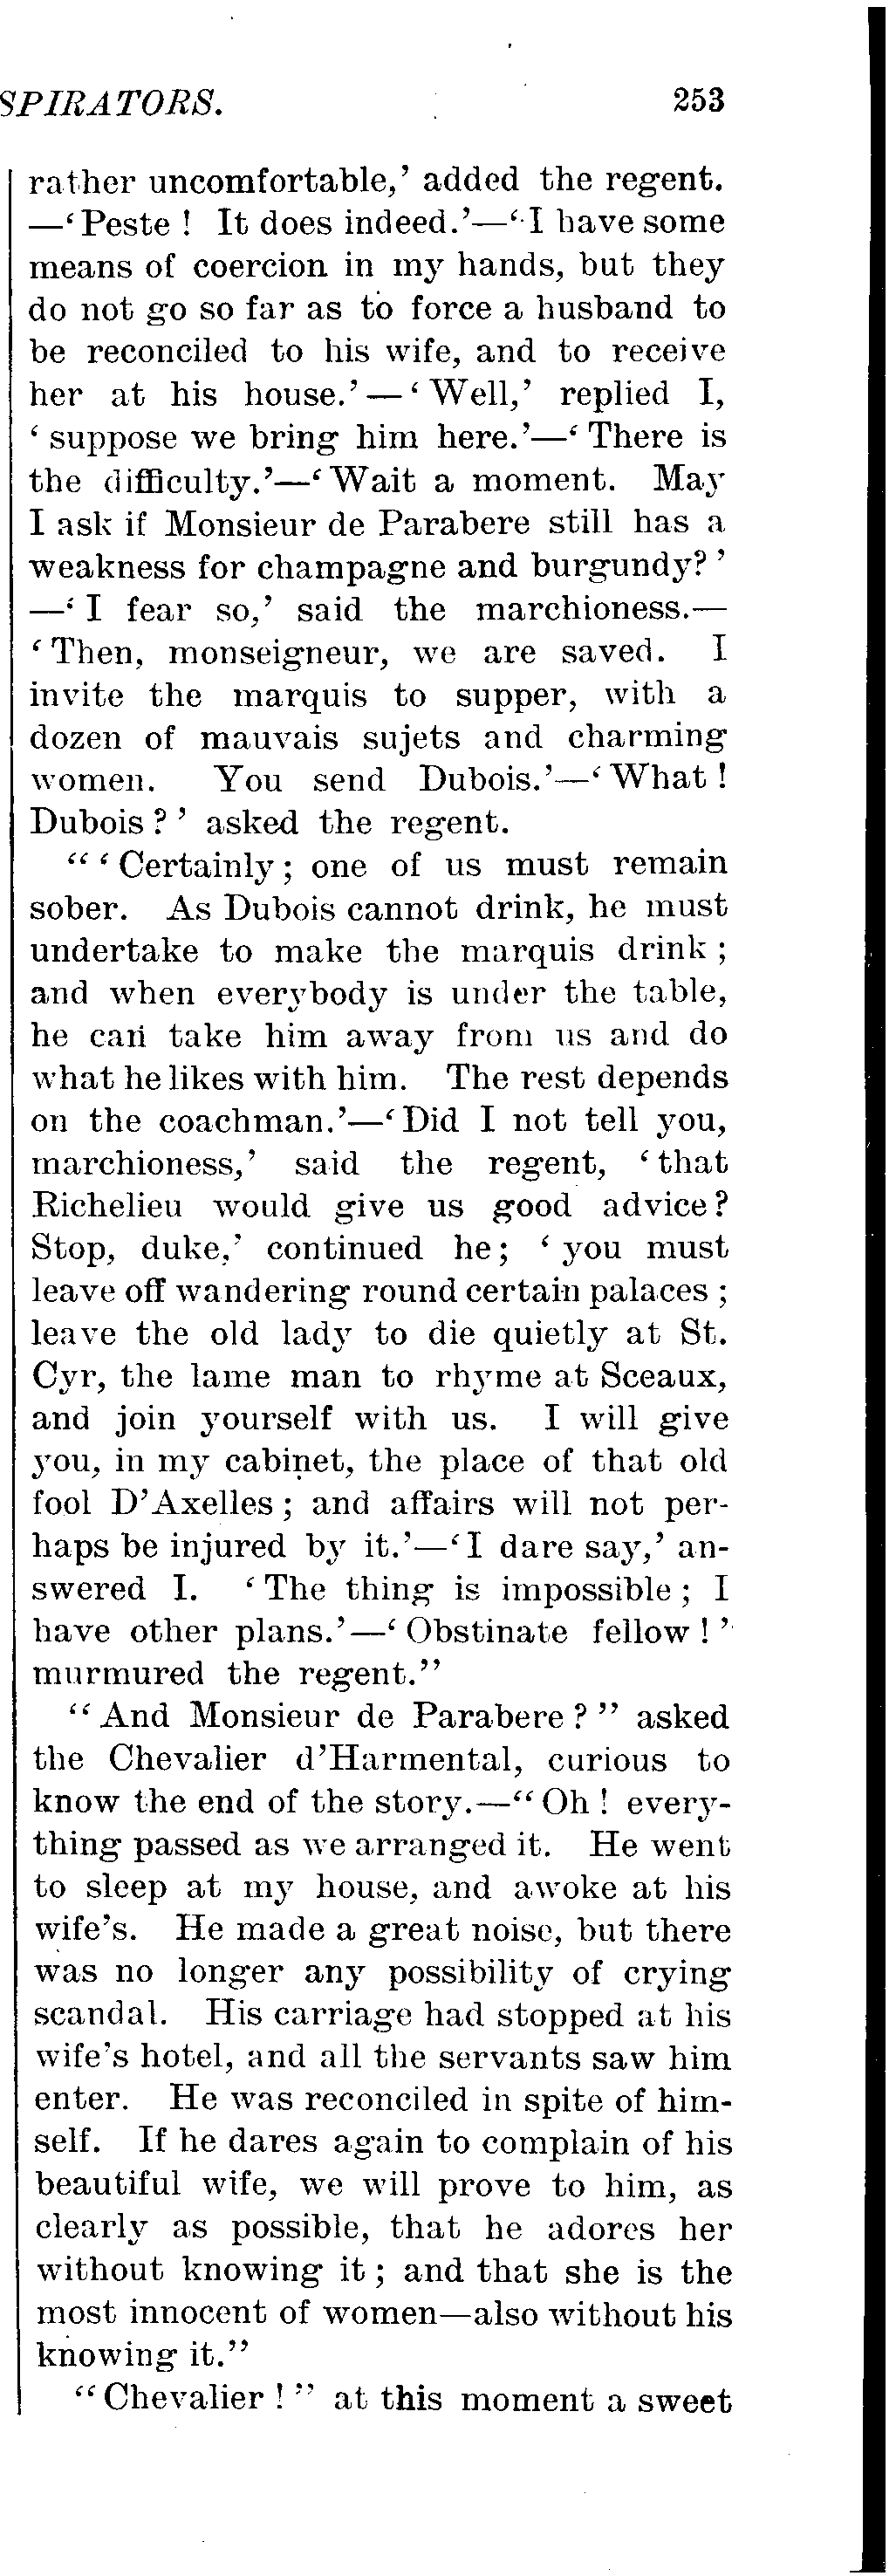 SPIRATORS. 253
rather uncomfortable,' added the regent.
—'Peste ! It does indeed.'—'I have some
means of coercion in my hands, but they
do not go so far as to force a husband to
be reconciled to his wife, and to receive
her at his house.'—'Well,' replied I,
'suppose we bring him here.'—'There is
the difficulty.'—'Wait a moment. May
I ask if Monsieur de Parabere still has a
weakness for champagne and burgundy?'
—'I fear so,' said the marchioness.—
'Then, monseigneur, we are saved. I
invite the marquis to supper, with a
dozen of mauvais sujets and charming
women. You send Dubois.'—'What !
Dubois ?' asked the regent.
"'Certainly ; one of us must remain
sober. As Dubois cannot drink, he must
undertake to make the marquis drink ;
and when everybody is under the table,
he can take him away from us and do
what he likes with him. The rest depends
on the coachman.'—'Did I not tell you,
marchioness,' said the regent, 'that
Richelieu would give us good advice?
Stop, duke,' continued he; 'you must
leave off wandering round certain palaces ;
leave the old lady to die quietly at St.
Cyr, the lame man to rhyme at Sceaux,
and join yourself with us. I will give
you, in my cabinet, the place of that old
fool D'Axelles ; and affairs will not per-
haps be injured by it.'—'I dare say,' an-
swered I. 'The thing is impossible ; I
have other plans.'—'Obstinate fellow !'
murmured the regent."
"And Monsieur de Parabere ?" asked
the Chevalier d'Harmental, curious to
know the end of the story.—"Oh ! every-
thing passed as we arranged it. He went
to sleep at my house, and awoke at his
wife's. He made a great noise, but there
was no longer any possibility of crying
scandal. His carriage had stopped at his
wife's hotel, and all the servants saw him
enter. He was reconciled in spite of him-
self. If he dares again to complain of his
beautiful wife, we will prove to him, as
clearly as possible, that he adores her
without knowing it ; and that she is the
most innocent of women—also without his
knowing it."
"Chevalier !" at this moment a sweet